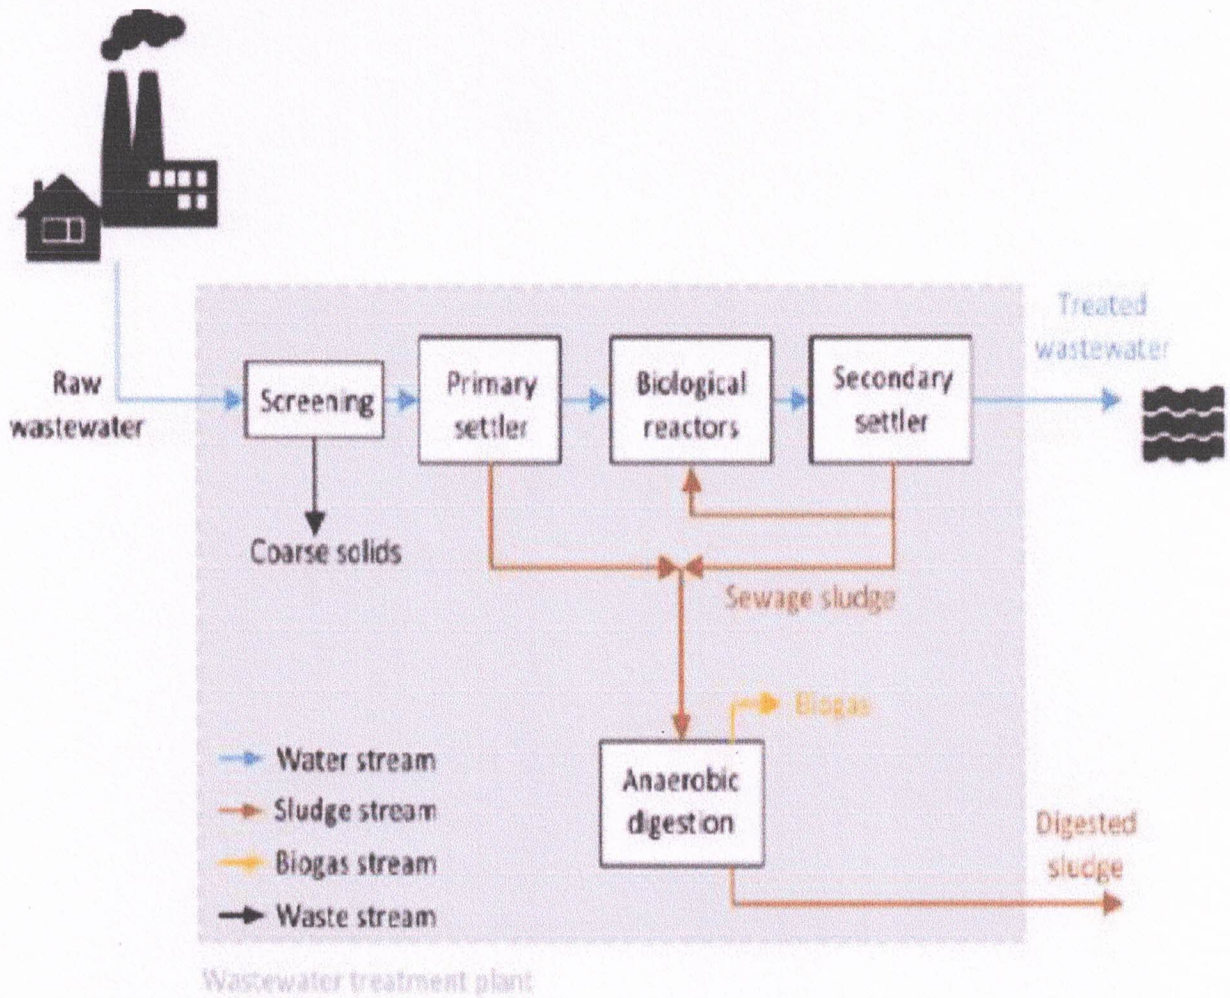 Treated
wastewater
Raw
wastewater
Screening
Primary
settler
Biological
reactors
Secondary
settler
Coarse solids
Sewage sludge
Biogas
Anaerobic
digestion
Water stream
Sludge stream
Biogas stream
Waste stream
Digested
sludge
Wastewater treatment plant